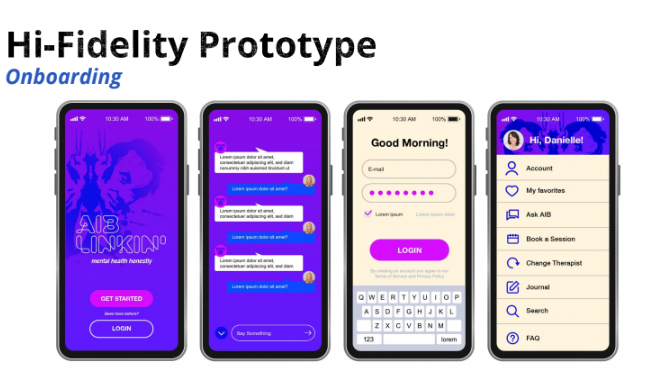 Hi-Fidelity Prototype
Onboarding
10:30 AM 100%
AIB
LINKIN'
mental health honestly
GET STARTED
Been here before?
LOGIN
10:30 AM 100%
Lorem ipsum dolor sit amet,
consectetuer adipiscing elit, sed diam
nonummy nibh euismod tincidunt ut
Lorem ipsum dolor sit amet?
Lorem ipsum dolor sit amet,
consectetuer adipiscing elit, sed diam
Lorem ipsum dolor sit amet?
Lorem ipsum dolor sit amet,
consectetuer adipiscing elit, sed diam
Lorem ipsum dolor sit amet?
Say Something
10:30 AM 100%
Good Morning!
E-mail
Lorem ipsum Lorem ipsum dolor
LOGIN
By creating an account you agree to our
Terms of Service and Privacy Policy
Q W E R T Y U I O P
A S D F G H J K L
Z X C V B N M
123 lorem
10:30 AM 100%
Hi, Danielle!
Account
My favorites
Ask AIB
Book a Session
Change Therapist
Journal
Search
FAQ